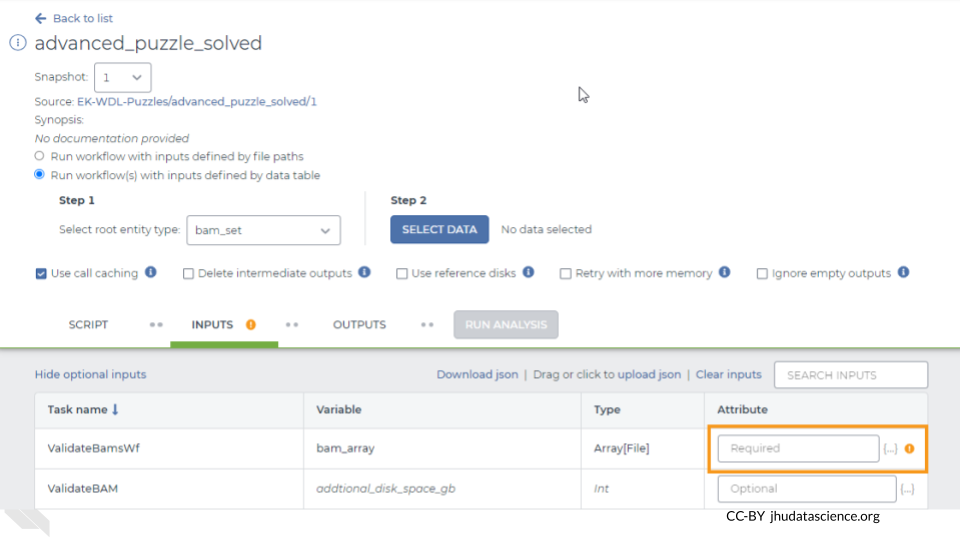 Back to list
advanced_puzzle_solved
Snapshot: 1
Source: EK-WDL-Puzzles/advanced_puzzle_solved/1
Synopsis:
No documentation provided
Run workflow with inputs defined by file paths
Run workflow(s) with inputs defined by data table
Step 1 Step 2
Select root entity type: bam_set SELECT DATA No data selected
Use call caching Delete intermediate outputs Use reference disks Retry with more memory Ignore empty outputs
SCRIPT INPUTS OUTPUTS RUN ANALYSIS
Hide optional inputs Download json | Drag or click to upload json | Clear inputs SEARCH INPUTS
Task name Variable Type Attribute
ValidateBamsWf bam_array Array[File] Required {...}
ValidateBAM addtional_disk_space_gb Int Optional {...}
CC-BY jhudatascience.org